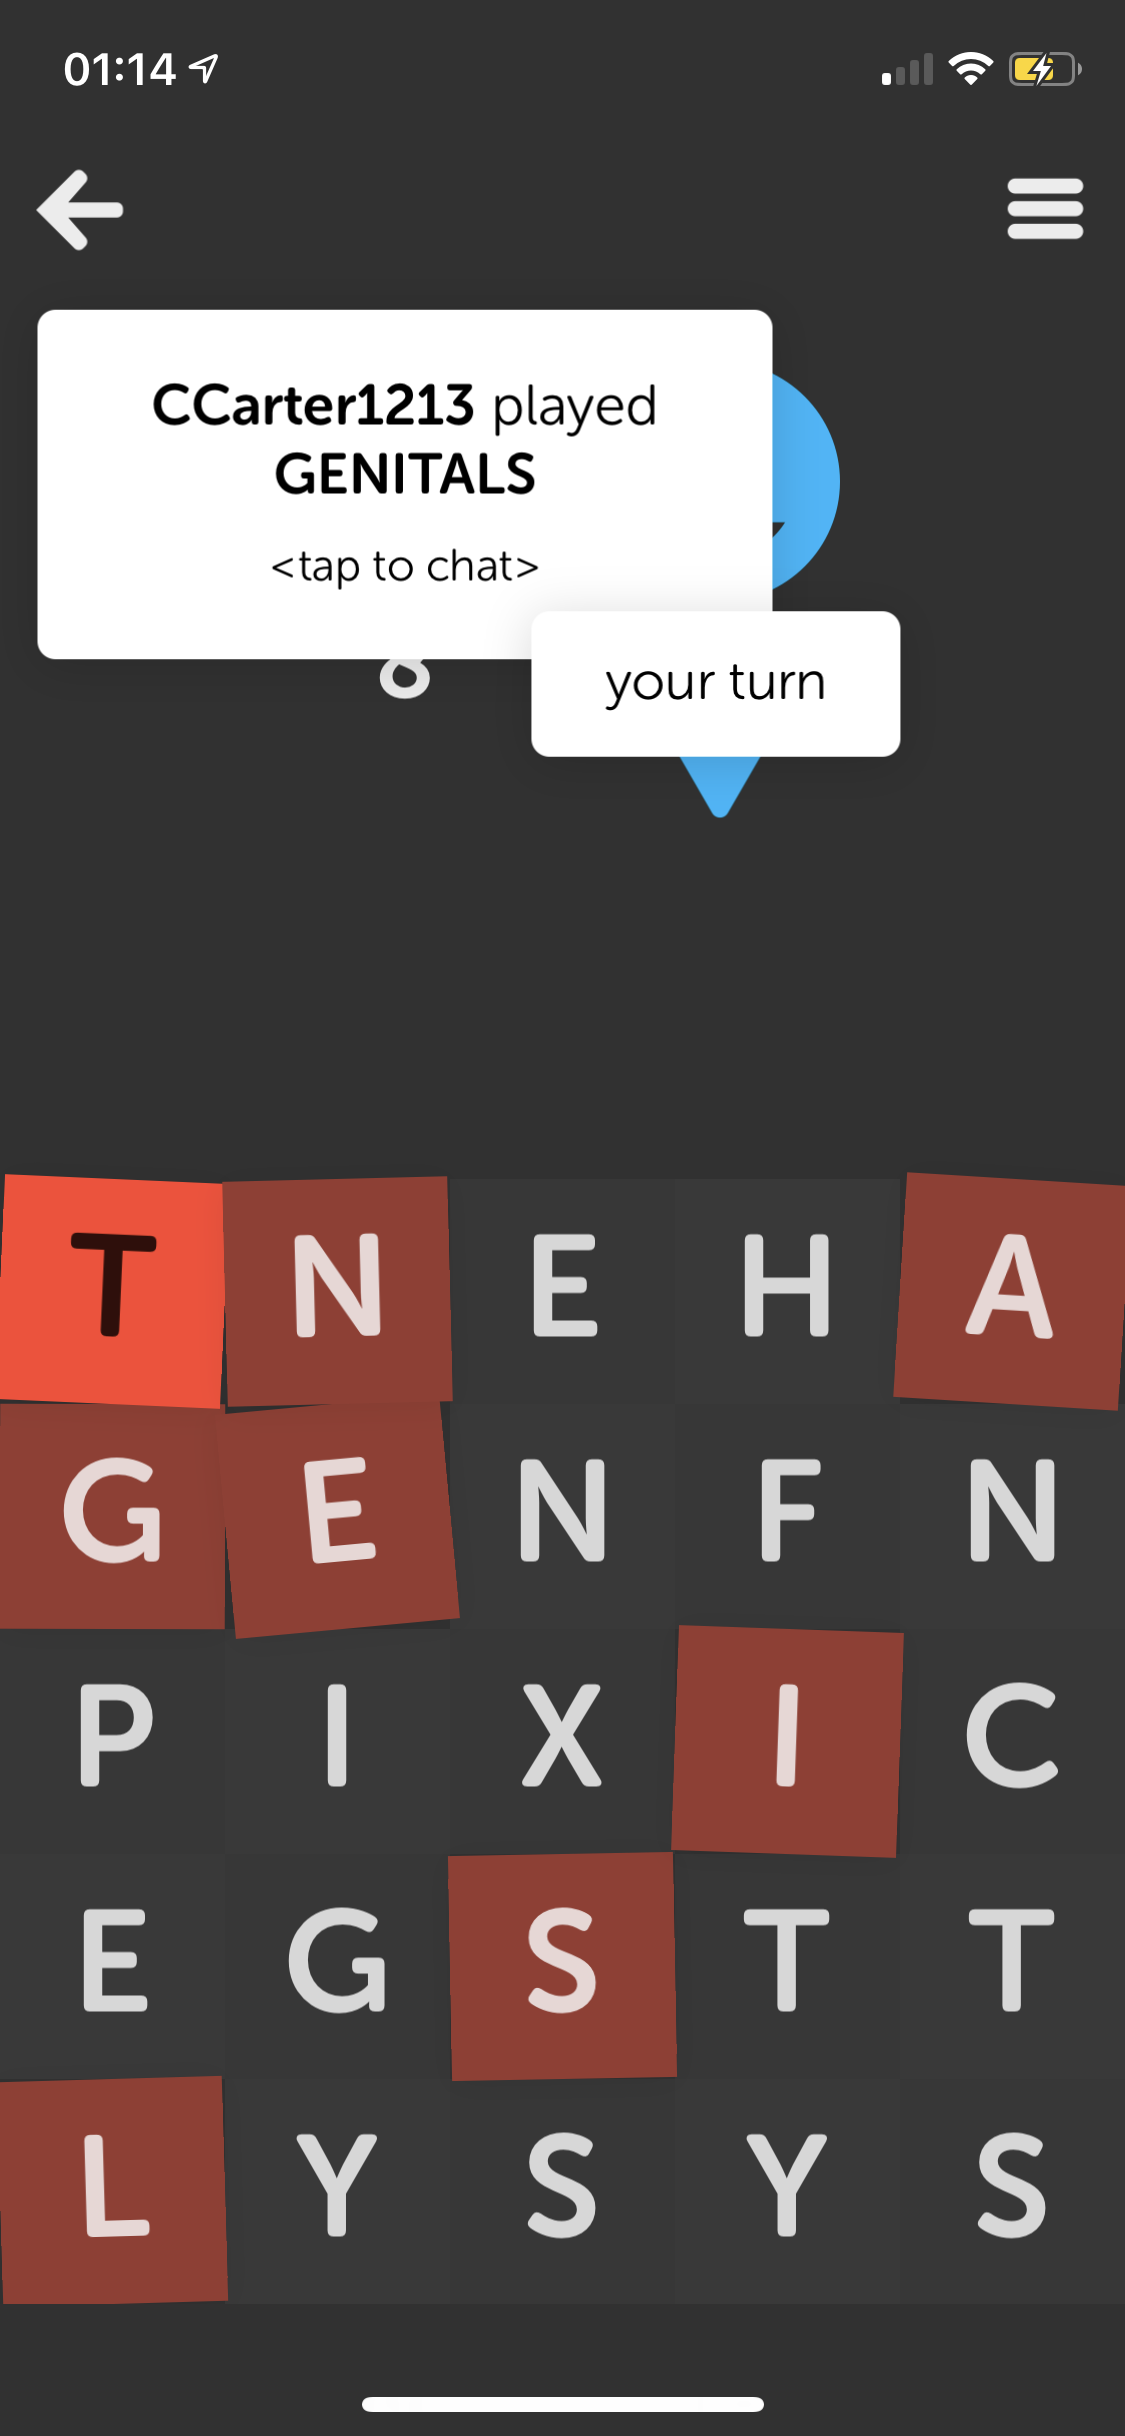 01:14
CCarter1213 played
GENITALS
<tap to chat>
8
your turn
T N E H A
G E N F N
P I X I C
E G S T T
L Y S Y S